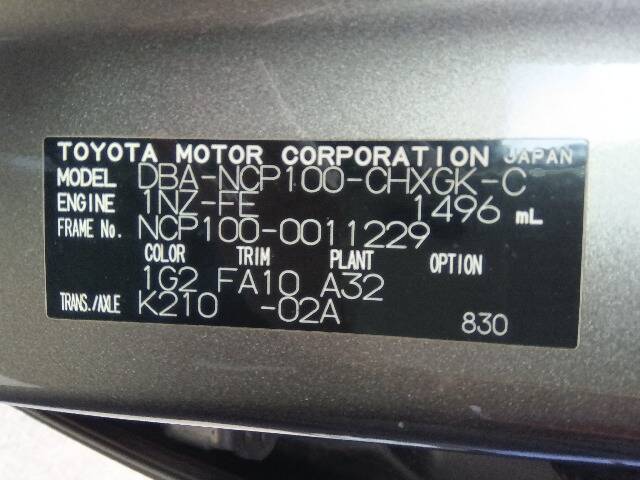 TOYOTA MOTOR CORPORATION JAPAN
MODEL DBA-NCP100-CHXGK-C
ENGINE 1NZ-FE 1496 mL
FRAME No. NCP100-0011229
COLOR TRIM PLANT OPTION
1G2 FA10 A32
TRANS./AXLE K210 -02A
830